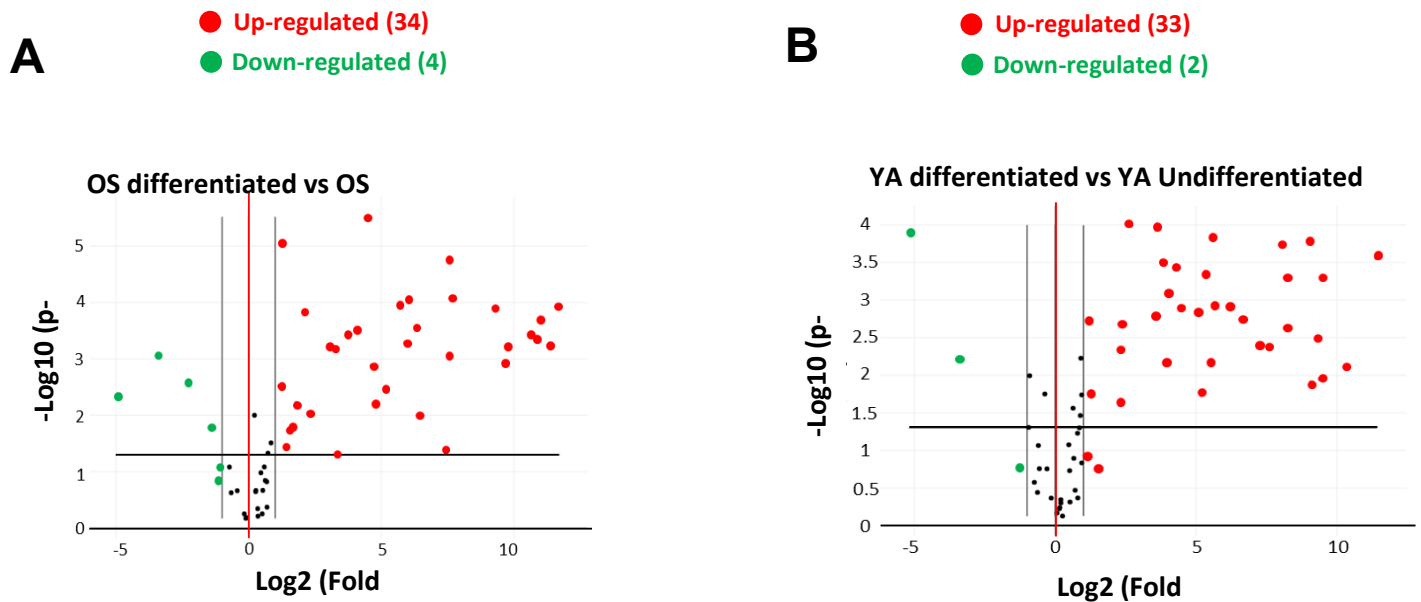 A
Up-regulated (34)
Down-regulated (4)
OS differentiated vs OS
-Log10 (p-
5
4
3
2
1
0
-5
0
5
10
Log2 (Fold
B
Up-regulated (33)
Down-regulated (2)
YA differentiated vs YA Undifferentiated
-Log10 (p-
4
3.5
3
2.5
2
1.5
1
0.5
0
-5
0
5
10
Log2 (Fold